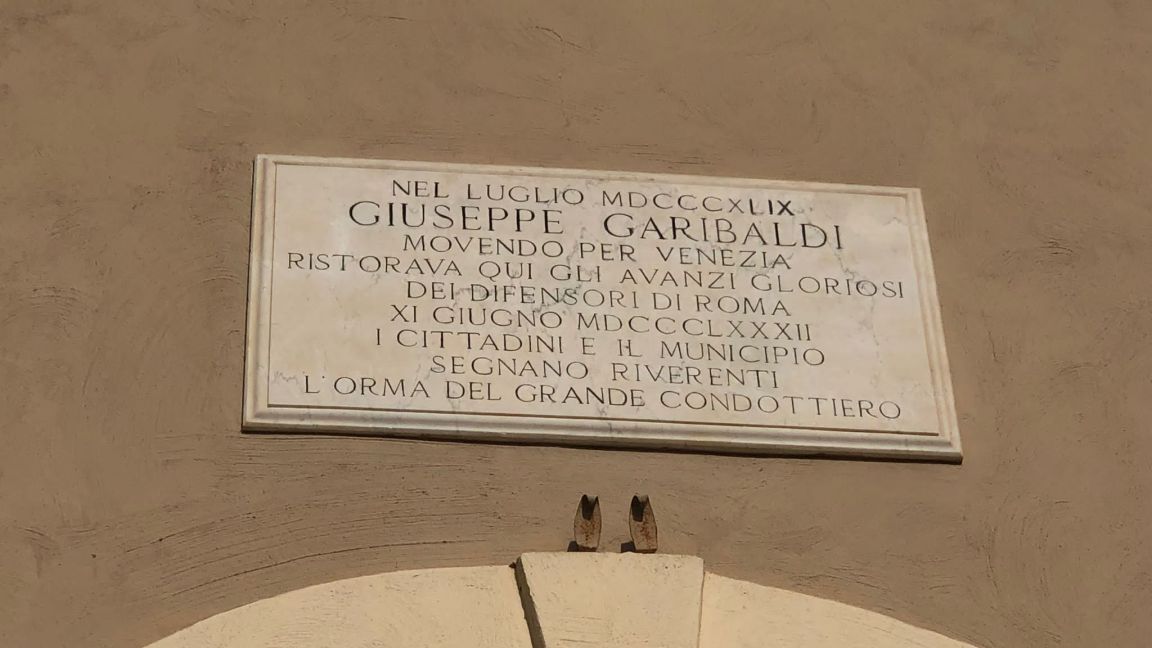 NEL LUGLIO MDCCCXLIX
GIUSEPPE GARIBALDI
MOVENDO PER VENEZIA
RISTORAVA QUI GLI AVANZI GLORIOSI
DEI DIFENSORI DI ROMA
XI GIUGNO MDCCCLXXXII
I CITTADINI E IL MUNICIPIO
SEGNANO RIVERENTI
L'ORMA DEL GRANDE CONDOTTIERO